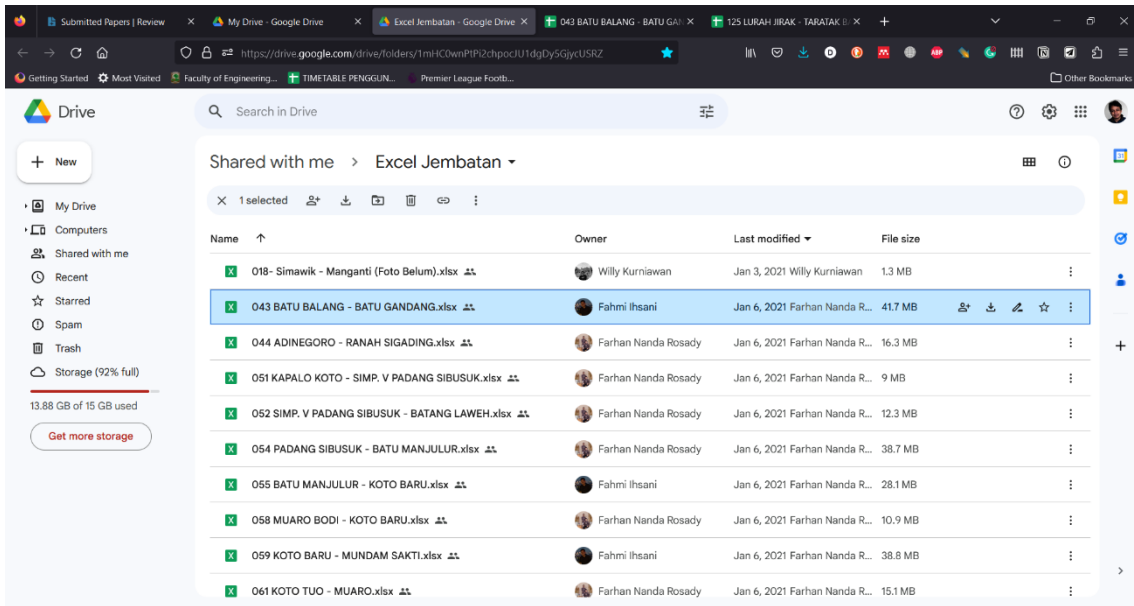 Submitted Papers | Review
My Drive - Google Drive
Excel Jembatan - Google Drive
043 BATU BALANG - BATU GAN
125 LURAH JIRAK - TARATAK B
https://drive.google.com/drive/folders/1mHC0wnPtPi2chpocJU1dgDy5GjycUSRZ
Getting Started Most Visited Faculty of Engineering... TIMETABLE PENGGUN... Premier League Footb... Other Bookmarks
Drive
Search in Drive
New
My Drive
Computers
Shared with me
Recent
Starred
Spam
Trash
Storage (92% full)
13.88 GB of 15 GB used
Get more storage
Shared with me > Excel Jembatan
1 selected
Name Owner Last modified File size
018- Simawik - Manganti (Foto Belum).xlsx Willy Kurniawan Jan 3, 2021 Willy Kurniawan 1.3 MB
043 BATU BALANG - BATU GANDANG.xlsx Fahmi Ihsani Jan 6, 2021 Farhan Nanda R... 41.7 MB
044 ADINEGORO - RANAH SIGADING.xlsx Farhan Nanda Rosady Jan 6, 2021 Farhan Nanda R... 16.3 MB
051 KAPALO KOTO - SIMP. V PADANG SIBUSUK.xlsx Farhan Nanda Rosady Jan 6, 2021 Farhan Nanda R... 9 MB
052 SIMP. V PADANG SIBUSUK - BATANG LAWEH.xlsx Farhan Nanda Rosady Jan 6, 2021 Farhan Nanda R... 12.3 MB
054 PADANG SIBUSUK - BATU MANJULUR.xlsx Farhan Nanda Rosady Jan 6, 2021 Farhan Nanda R... 38.7 MB
055 BATU MANJULUR - KOTO BARU.xlsx Fahmi Ihsani Jan 6, 2021 Farhan Nanda R... 28.1 MB
058 MUARO BODI - KOTO BARU.xlsx Farhan Nanda Rosady Jan 6, 2021 Farhan Nanda R... 10.9 MB
059 KOTO BARU - MUNDAM SAKTI.xlsx Fahmi Ihsani Jan 6, 2021 Farhan Nanda R... 38.8 MB
061 KOTO TUO - MUARO.xlsx Farhan Nanda Rosady Jan 6, 2021 Farhan Nanda R... 15.1 MB